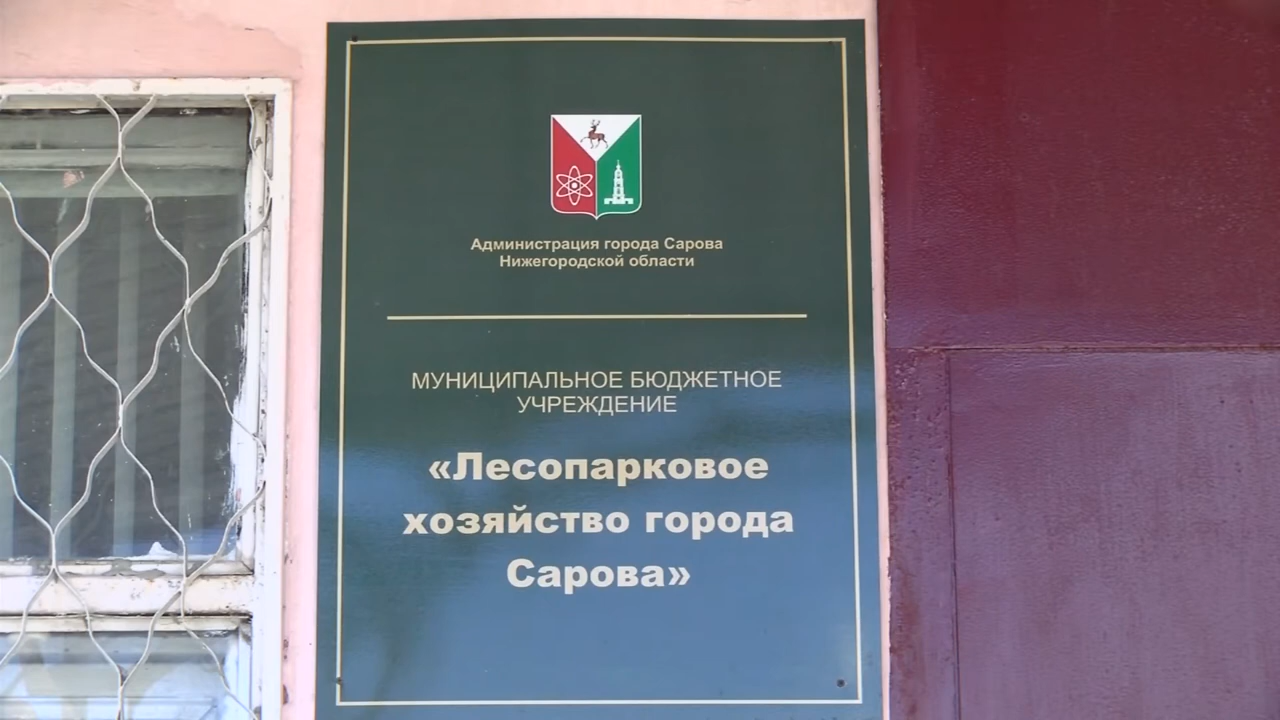 Администрация города Сарова
Нижегородской области
МУНИЦИПАЛЬНОЕ БЮДЖЕТНОЕ
УЧРЕЖДЕНИЕ
«Лесопарковое
хозяйство города
Сарова»